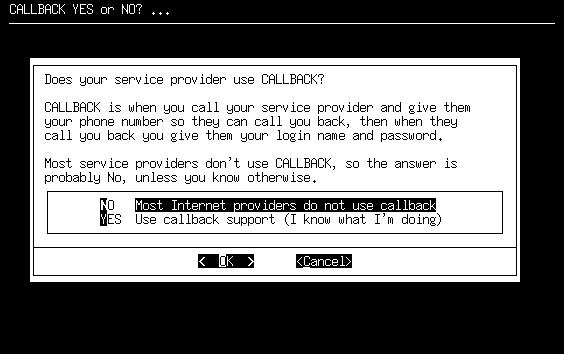 CALLBACK YES or NO? ...
Does your service provider use CALLBACK?
CALLBACK is when you call your service provider and give them
your phone number so they can call you back, then when they
call you back you give them your login name and password.
Most service providers don't use CALLBACK, so the answer is
probably No, unless you know otherwise.
NO Most Internet providers do not use callback
YES Use callback support (I know what I'm doing)
< OK > <Cancel>